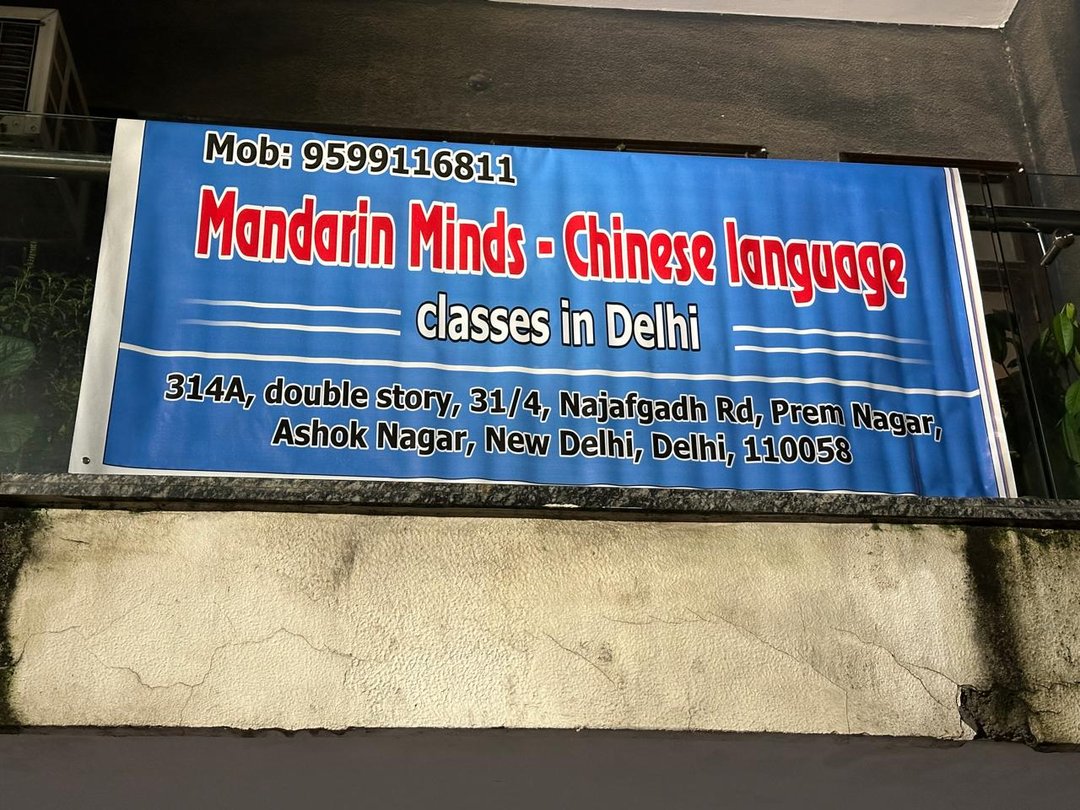 Mob: 9599116811
Mandarin Minds - Chinese language
classes in Delhi
314A, double story, 31/4, Najafgadh Rd, Prem Nagar,
Ashok Nagar, New Delhi, Delhi, 110058